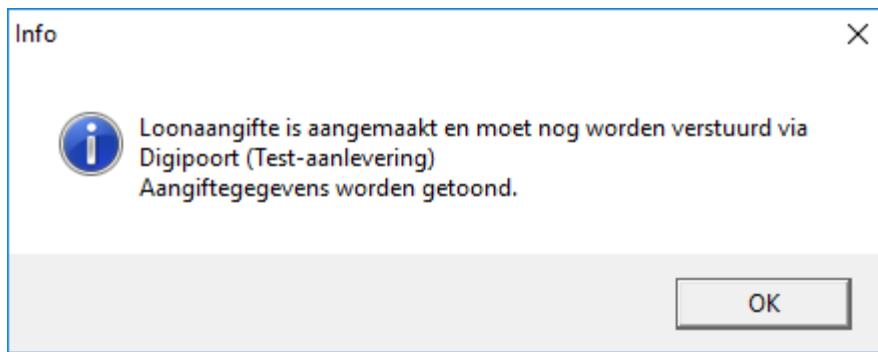 Info
Loonaangifte is aangemaakt en moet nog worden verstuurd via
Digipoort (Test-aanlevering)
Aangiftegegevens worden getoond.
OK